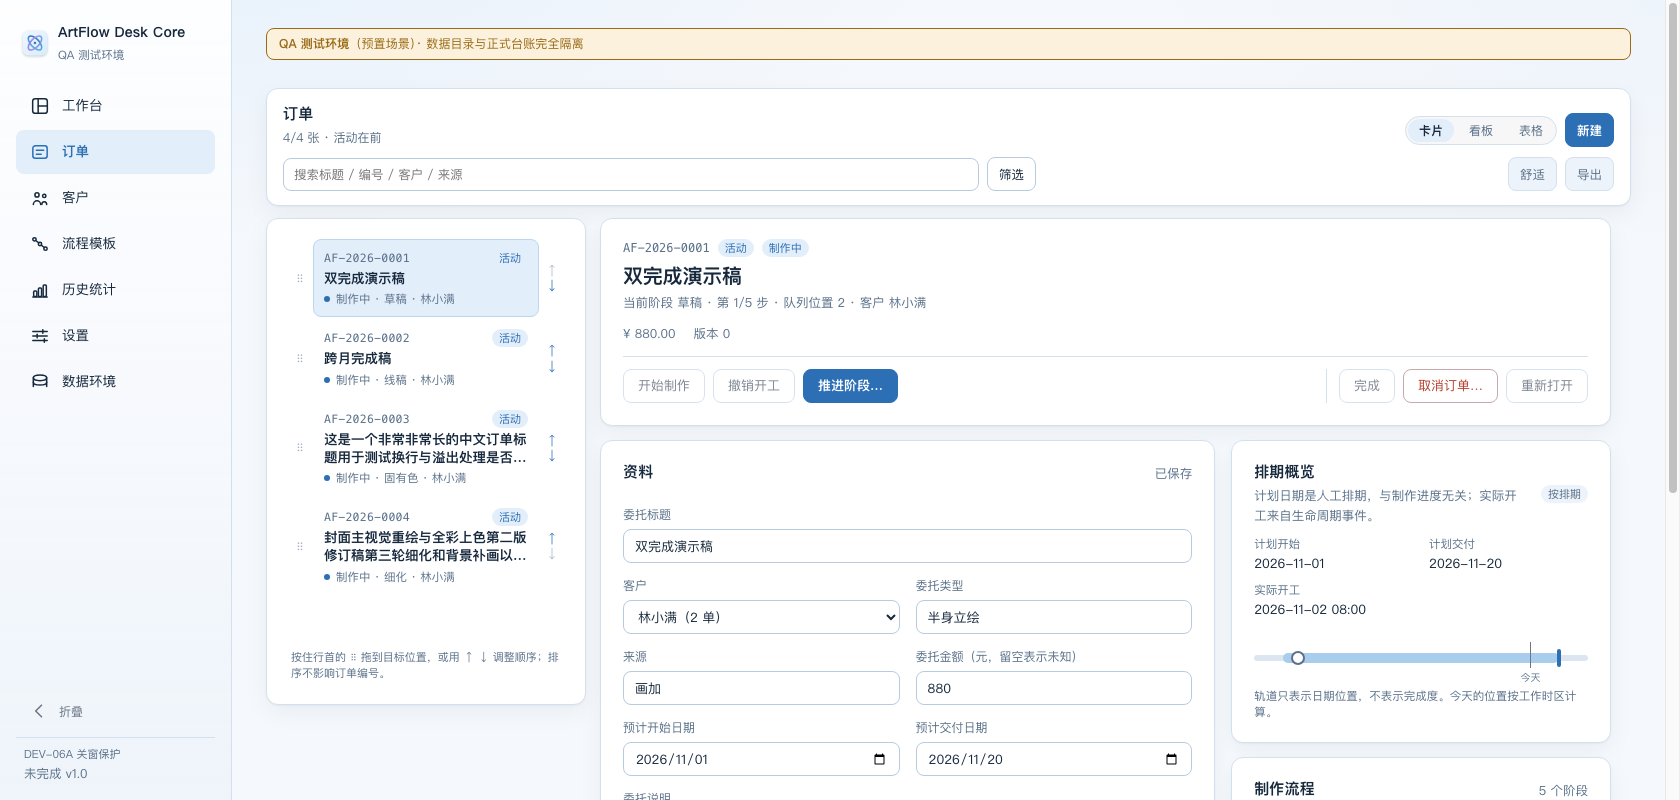 ArtFlow Desk Core
QA 测试环境
工作台
订单
客户
流程模板
历史统计
设置
数据环境
折叠
DEV-06A 关窗保护
未完成 v1.0
QA 测试环境（预置场景）· 数据目录与正式台账完全隔离
订单
4/4 张 · 活动在前
卡片 看板 表格 新建
搜索标题 / 编号 / 客户 / 来源
筛选
舒适 导出
AF-2026-0001 活动
双完成演示稿
制作中 · 草稿 · 林小满
↑
↓
AF-2026-0002 活动
跨月完成稿
制作中 · 线稿 · 林小满
↑
↓
AF-2026-0003 活动
这是一个非常非常长的中文订单标
题用于测试换行与溢出处理是否...
制作中 · 固有色 · 林小满
↑
↓
AF-2026-0004 活动
封面主视觉重绘与全彩上色第二版
修订稿第三轮细化和背景补画以...
制作中 · 细化 · 林小满
↑
↓
按住行首的 ⠿ 拖到目标位置，或用 ↑ ↓ 调整顺序；排
序不影响订单编号。
AF-2026-0001 活动 制作中
双完成演示稿
当前阶段 草稿 · 第 1/5 步 · 队列位置 2 · 客户 林小满
¥ 880.00 版本 0
开始制作 撤销开工 推进阶段... 完成 取消订单... 重新打开
资料 已保存
委托标题
双完成演示稿
客户 委托类型
林小满（2 单） 半身立绘
来源 委托金额（元，留空表示未知）
画加 880
预计开始日期 预计交付日期
2026/11/01 2026/11/20
委托说明
排期概览
计划日期是人工排期，与制作进度无关；实际开
工来自生命周期事件。
按排期
计划开始 计划交付
2026-11-01 2026-11-20
实际开工
2026-11-02 08:00
今天
轨道只表示日期位置，不表示完成度。今天的位置按工作时区计
算。
制作流程 5 个阶段